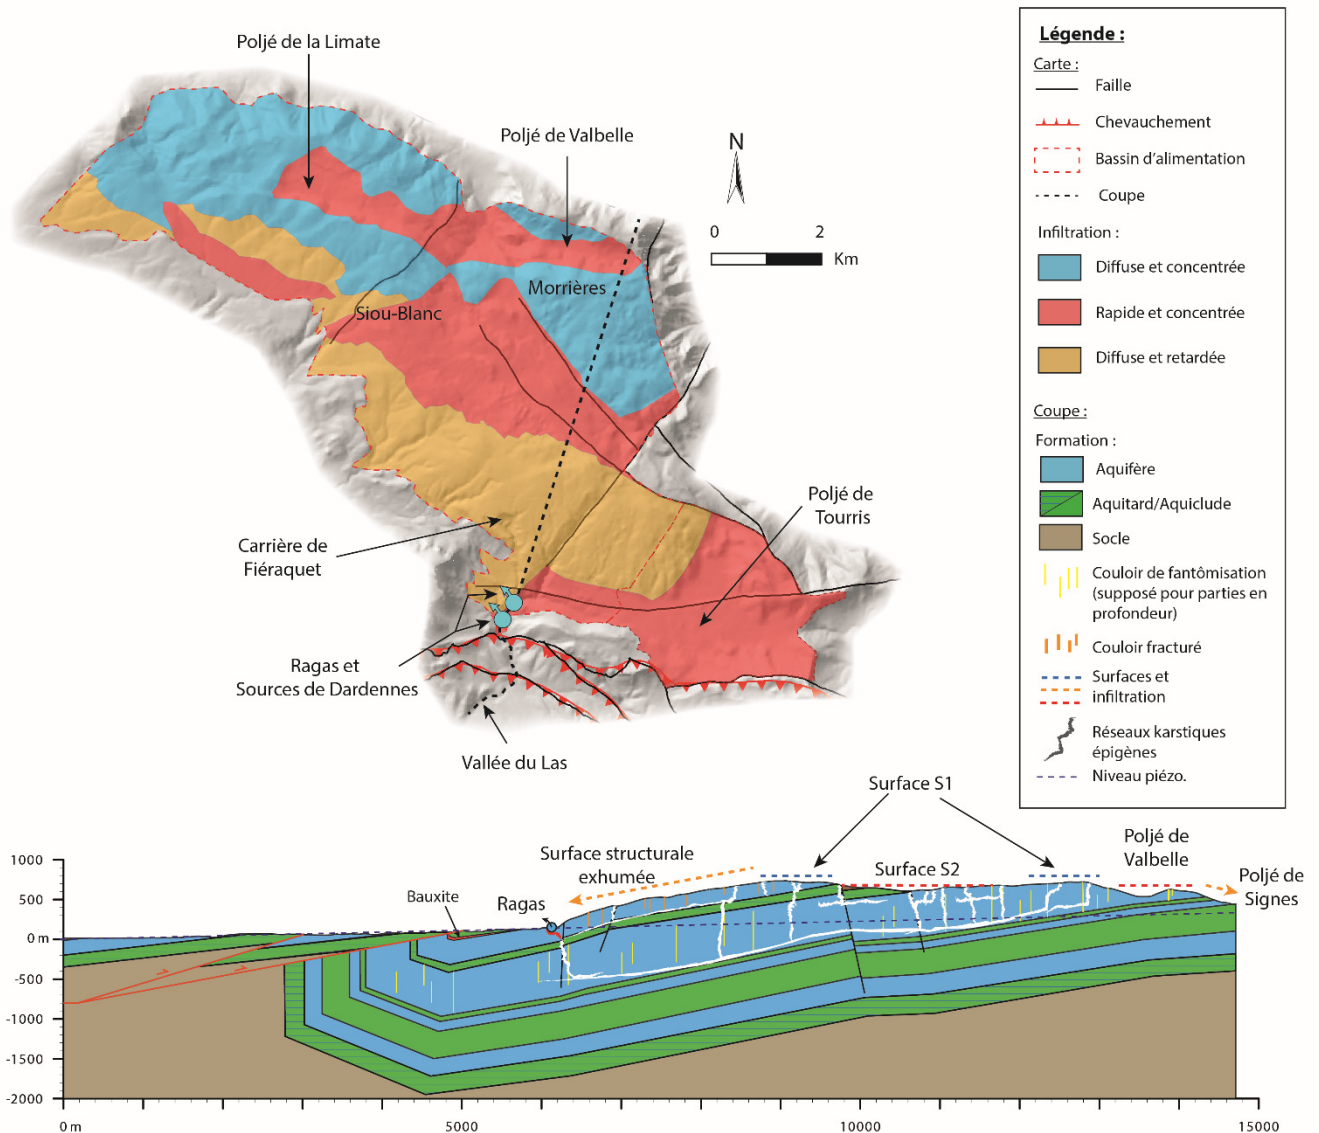 Poljé de la Limate
Poljé de Valbelle
N
0 2
Km
Morrières
Siou-Blanc
Poljé de
Tourris
Carrière de
Fiéraquet
Ragas et
Sources de Dardennes
Vallée du Las
Légende :
Carte :
Faille
Chevauchement
Bassin d'alimentation
Coupe
Infiltration :
Diffuse et concentrée
Rapide et concentrée
Diffuse et retardée
Coupe :
Formation :
Aquifère
Aquitard/Aquiclude
Socle
Couloir de fantômisation
(supposé pour parties en
profondeur)
Couloir fracturé
Surfaces et
infiltration
Réseaux karstiques
épigènes
Niveau piézo.
Surface S1
Surface structurale
exhumée
Surface S2
Poljé de
Valbelle
Poljé de
Signes
Bauxite
Ragas
1000
500
0 m
-500
-1000
-1500
-2000
0 m
5000
10000
15000